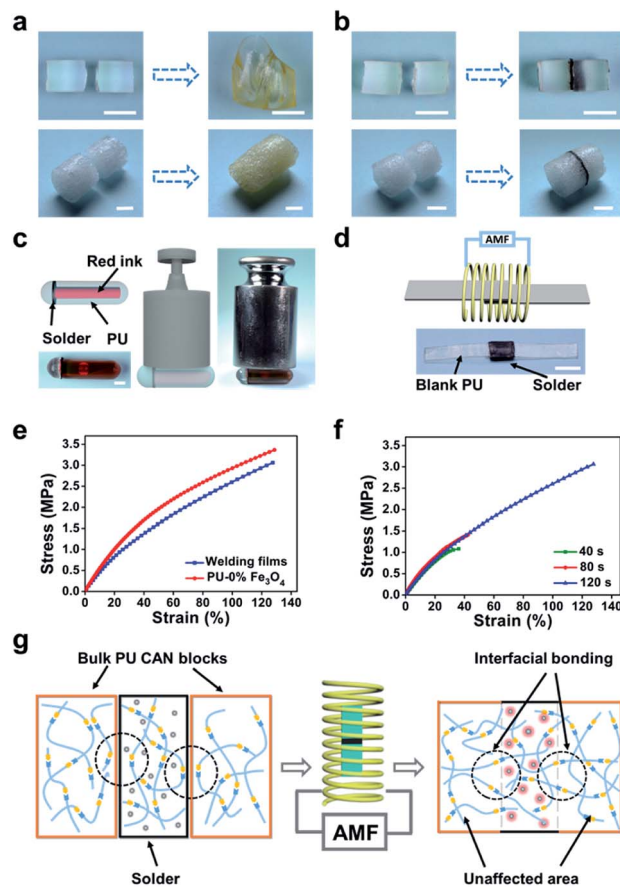 a
b
c
Red ink
Solder PU
d
AMF
Blank PU Solder
e
Stress (MPa)
3.5
3.0
2.5
2.0
1.5
1.0
0.5
0.0
Welding films
PU-0% Fe₃O₄
0 20 40 60 80 100 120 140
Strain (%)
f
Stress (MPa)
3.5
3.0
2.5
2.0
1.5
1.0
0.5
0.0
40 s
80 s
120 s
0 20 40 60 80 100 120 140
Strain (%)
g
Bulk PU CAN blocks
Solder
AMF
Interfacial bonding
Unaffected area